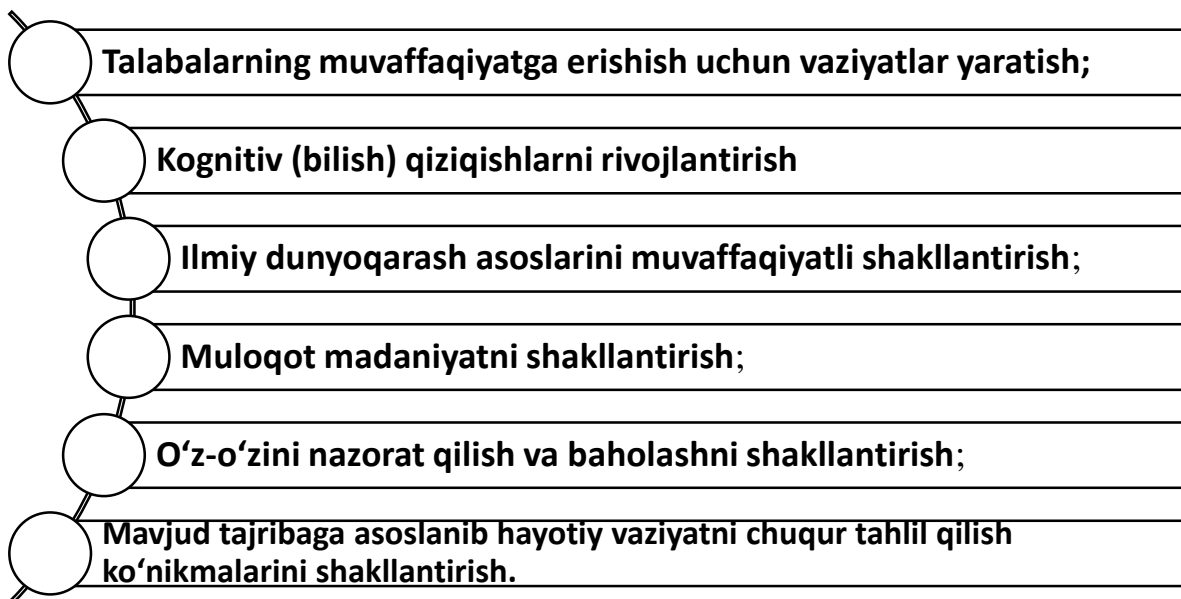 Talabalarning muvaffaqiyatga erishish uchun vaziyatlar yaratish;
Kognitiv (bilish) qiziqishlarni rivojlantirish
Ilmiy dunyoqarash asoslarini muvaffaqiyatli shakllantirish;
Muloqot madaniyatni shakllantirish;
O‘z-o‘zini nazorat qilish va baholashni shakllantirish;
Mavjud tajribaga asoslanib hayotiy vaziyatni chuqur tahlil qilish
ko‘nikmalarini shakllantirish.